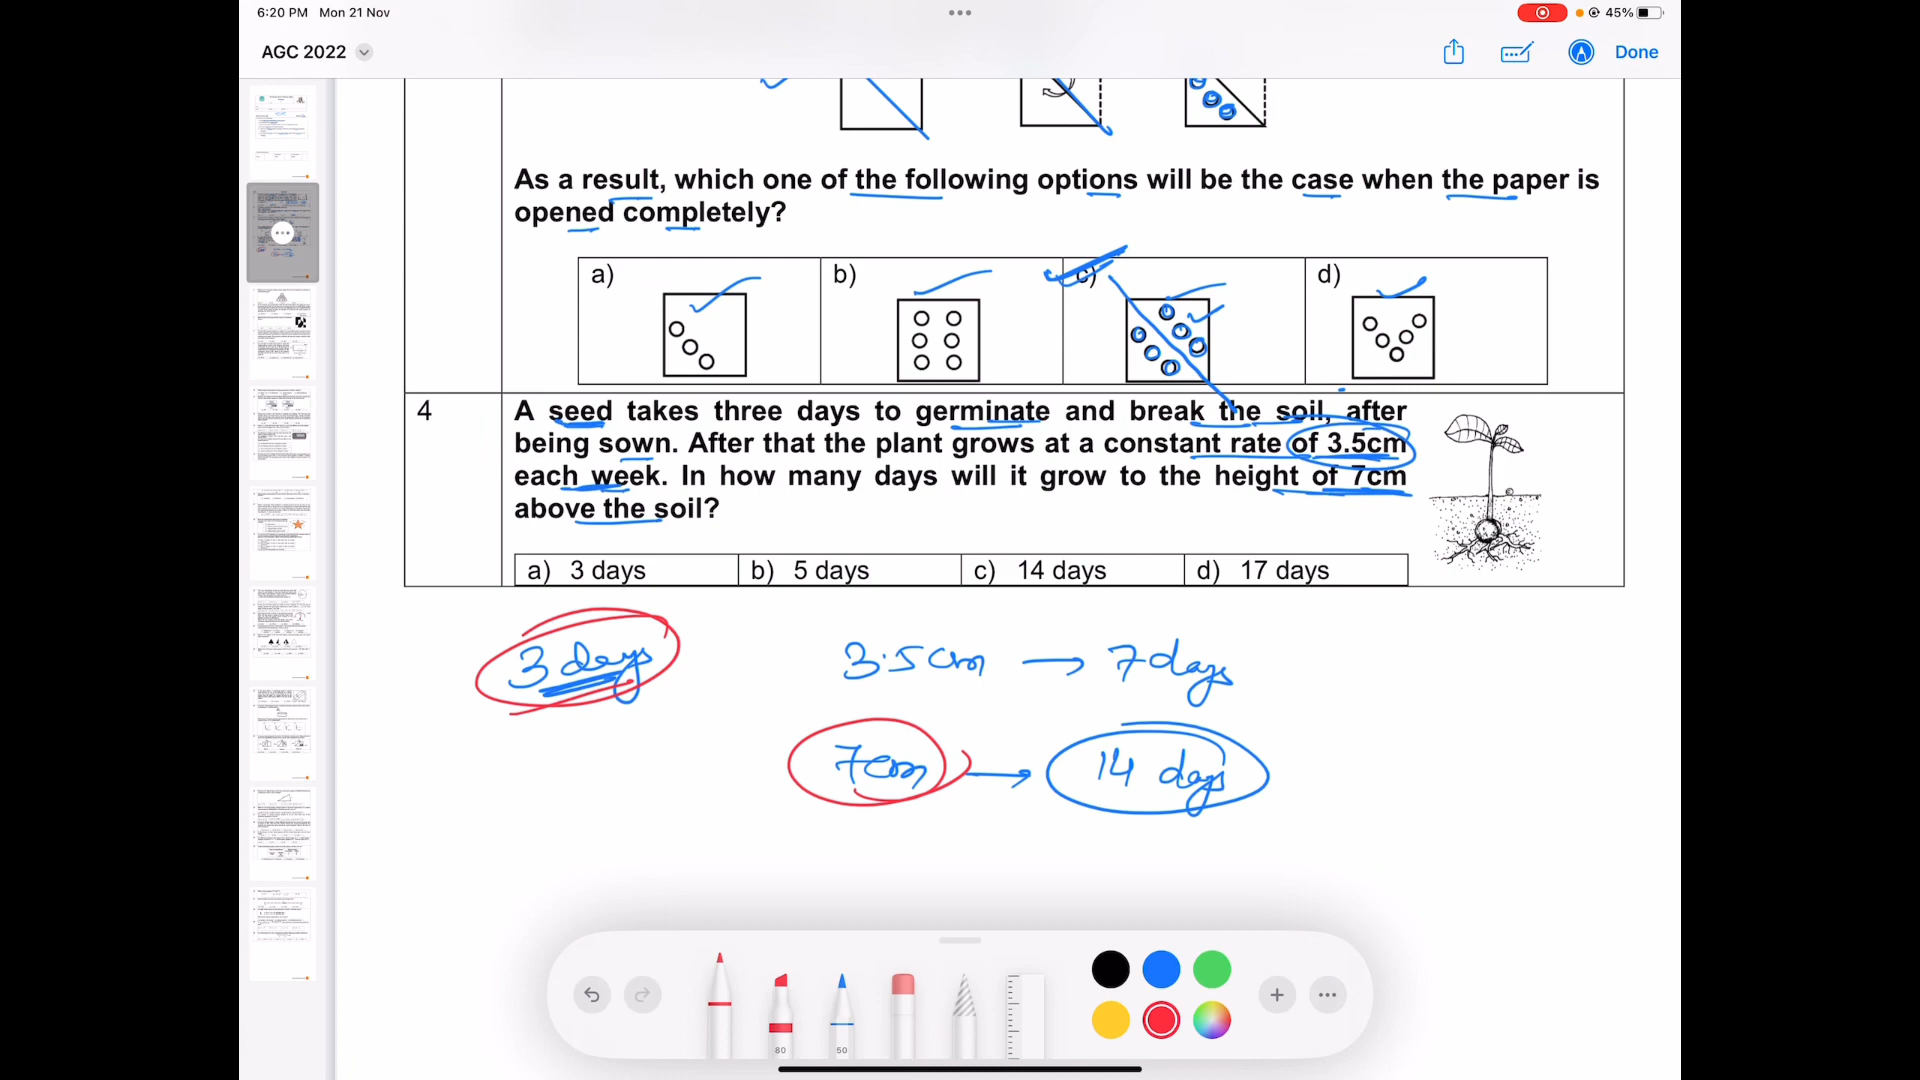 6:20 PM Mon 21 Nov
45%
AGC 2022
Done
As a result, which one of the following options will be the case when the paper is
opened completely?
a)
b)
c)
d)
4
A seed takes three days to germinate and break the soil, after
being sown. After that the plant grows at a constant rate of 3.5cm
each week. In how many days will it grow to the height of 7cm
above the soil?
a) 3 days
b) 5 days
c) 14 days
d) 17 days
3 days
3.5cm → 7 days
7cm → 14 days
80
50